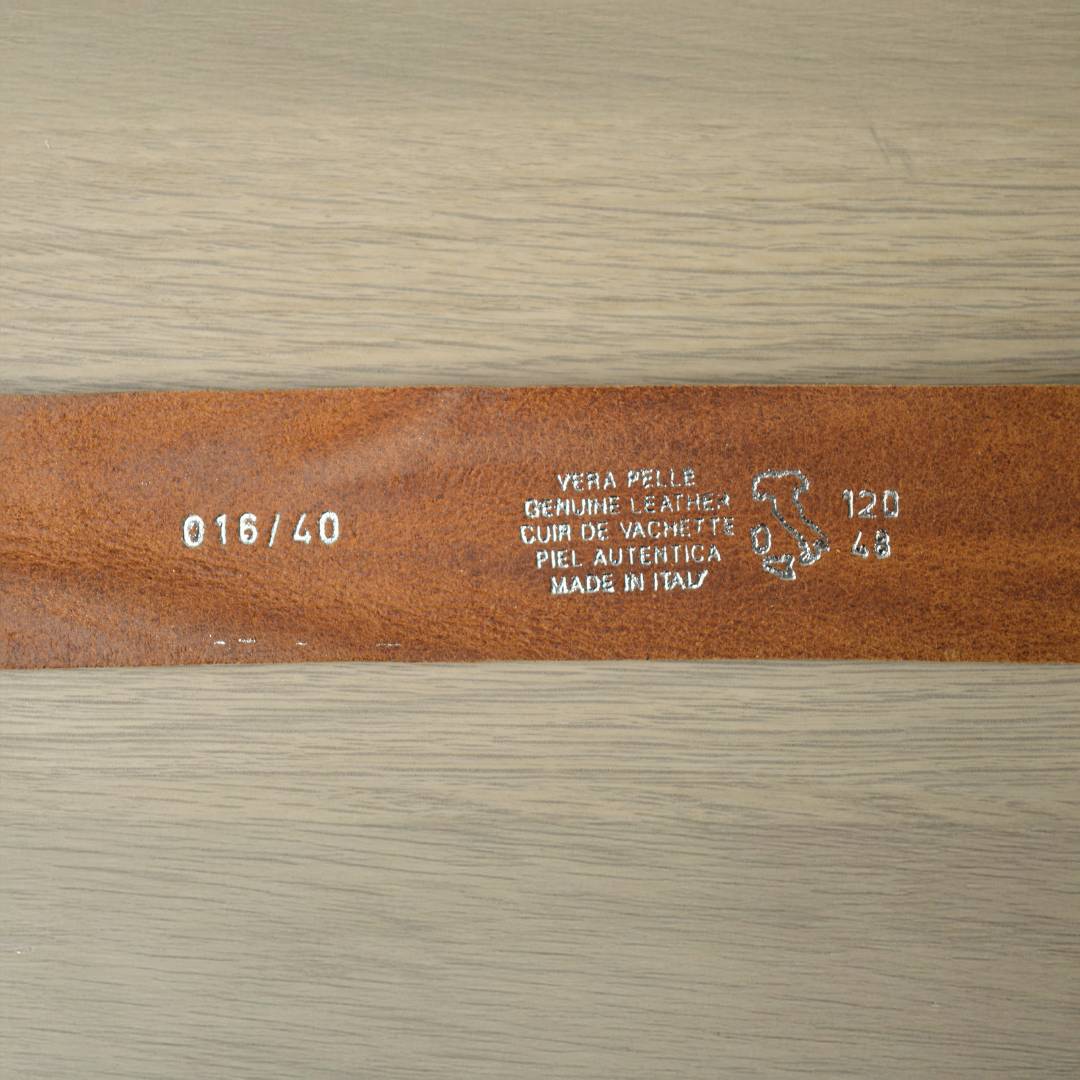 016/40
VERA PELLE
GENUINE LEATHER
CUIR DE VACHETTE
PIEL AUTENTICA
MADE IN ITALY
120
48